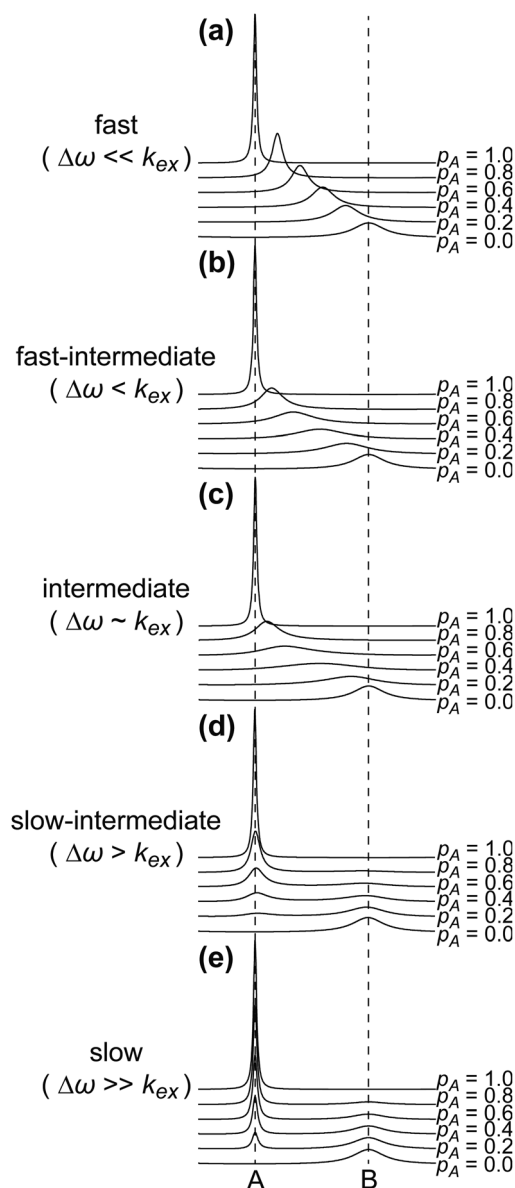 (a)
fast
( Δω << kex)
pA = 1.0
pA = 0.8
pA = 0.6
pA = 0.4
pA = 0.2
pA = 0.0
(b)
fast-intermediate
( Δω < kex)
pA = 1.0
pA = 0.8
pA = 0.6
pA = 0.4
pA = 0.2
pA = 0.0
(c)
intermediate
( Δω ~ kex)
pA = 1.0
pA = 0.8
pA = 0.6
pA = 0.4
pA = 0.2
pA = 0.0
(d)
slow-intermediate
( Δω > kex)
pA = 1.0
pA = 0.8
pA = 0.6
pA = 0.4
pA = 0.2
pA = 0.0
(e)
slow
( Δω >> kex)
pA = 1.0
pA = 0.8
pA = 0.6
pA = 0.4
pA = 0.2
pA = 0.0
A B